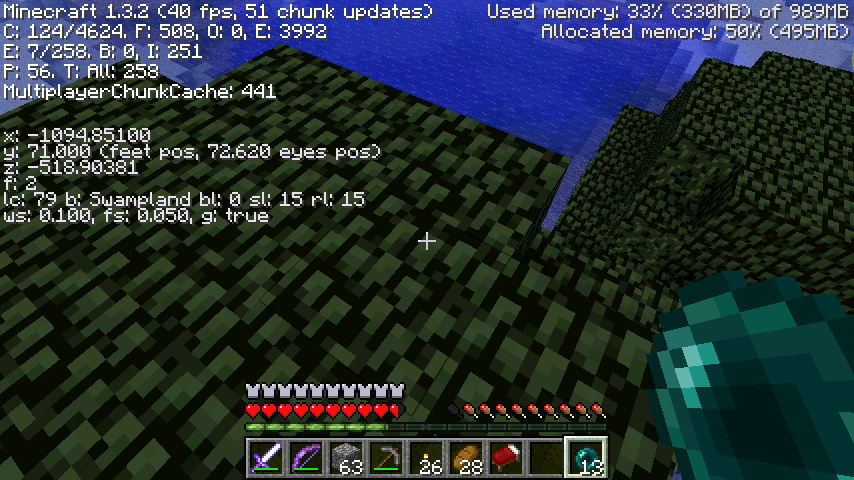 Minecraft 1.3.2 (40 fps, 51 chunk updates)
Used memory: 33% (330MB) of 989MB
C: 124/4624. F: 508, O: 0, E: 3992
Allocated memory: 50% (495MB)
E: 7/258. B: 0, I: 251
P: 56. T: All: 258
MultiplayerChunkCache: 441
x: -1094.85100
y: 71.000 (feet pos, 72.620 eyes pos)
z: -518.90381
f: 2
lc: 79 b: Swampland bl: 0 sl: 15 rl: 15
ws: 0.100, fs: 0.050, g: true
63 26 28 13